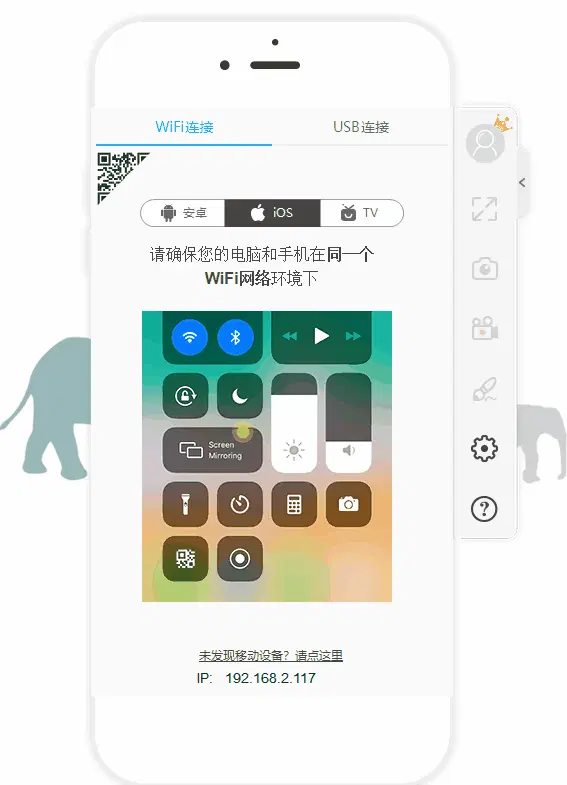 WiFi连接
USB连接
安卓
iOS
TV
请确保您的电脑和手机在同一个
WiFi网络环境下
Screen
Mirroring
未发现移动设备？请点这里
IP: 192.168.2.117